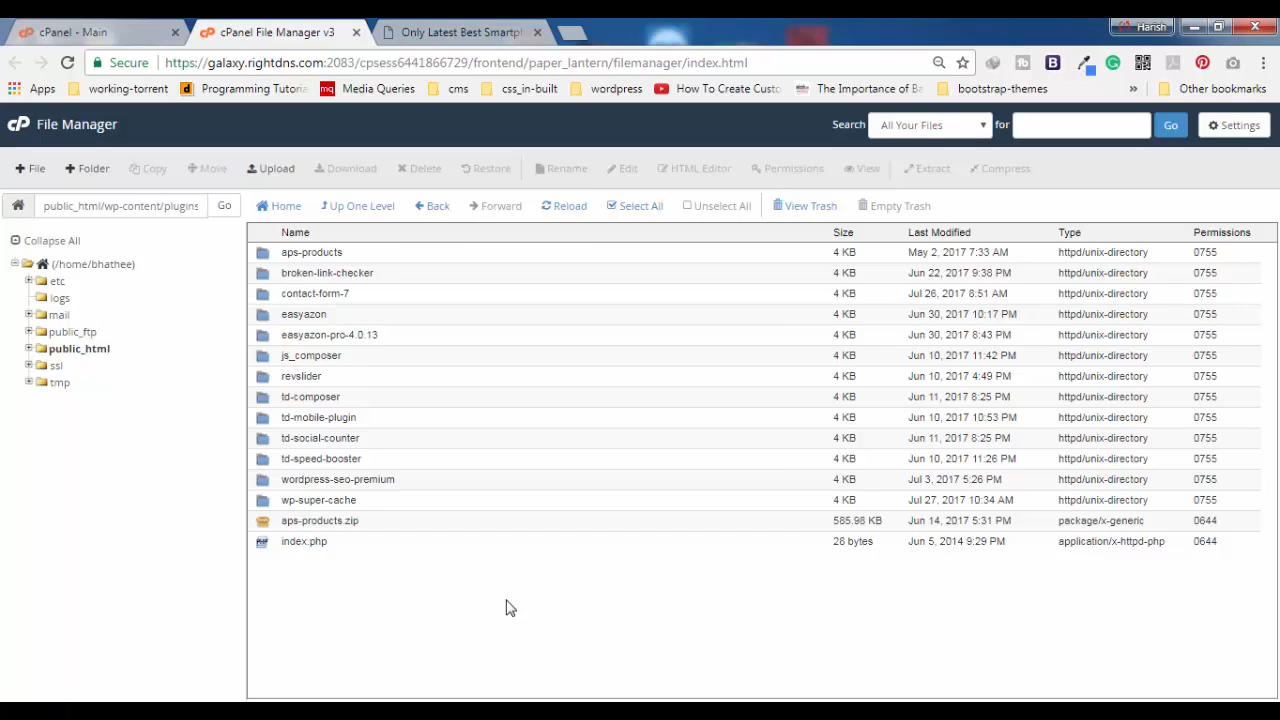 cPanel - Main
cPanel File Manager v3
Only Latest Best Smartph
Harish
Secure https://galaxy.rightdns.com:2083/cpsess6441866729/frontend/paper_lantern/filemanager/index.html
Apps working-torrent Programming Tutoria Media Queries cms css_in-built wordpress How To Create Custo The Importance of Ba bootstrap-themes » Other bookmarks
cP File Manager Search All Your Files for Go Settings
File Folder Copy Move Upload Download Delete Restore Rename Edit HTML Editor Permissions View Extract Compress
public_html/wp-content/plugins Go Home Up One Level Back Forward Reload Select All Unselect All View Trash Empty Trash
Collapse All
(/home/bhathee)
etc
logs
mail
public_ftp
public_html
ssl
tmp
Name Size Last Modified Type Permissions
aps-products 4 KB May 2, 2017 7:33 AM httpd/unix-directory 0755
broken-link-checker 4 KB Jun 22, 2017 9:38 PM httpd/unix-directory 0755
contact-form-7 4 KB Jul 26, 2017 8:51 AM httpd/unix-directory 0755
easyazon 4 KB Jun 30, 2017 10:17 PM httpd/unix-directory 0755
easyazon-pro-4.0.13 4 KB Jun 30, 2017 8:43 PM httpd/unix-directory 0755
js_composer 4 KB Jun 10, 2017 11:42 PM httpd/unix-directory 0755
revslider 4 KB Jun 10, 2017 4:49 PM httpd/unix-directory 0755
td-composer 4 KB Jun 11, 2017 8:25 PM httpd/unix-directory 0755
td-mobile-plugin 4 KB Jun 10, 2017 10:53 PM httpd/unix-directory 0755
td-social-counter 4 KB Jun 11, 2017 8:25 PM httpd/unix-directory 0755
td-speed-booster 4 KB Jun 10, 2017 11:26 PM httpd/unix-directory 0755
wordpress-seo-premium 4 KB Jul 3, 2017 5:26 PM httpd/unix-directory 0755
wp-super-cache 4 KB Jul 27, 2017 10:34 AM httpd/unix-directory 0755
aps-products.zip 585.98 KB Jun 14, 2017 5:31 PM package/x-generic 0644
index.php 28 bytes Jun 5, 2014 9:29 PM application/x-httpd-php 0644